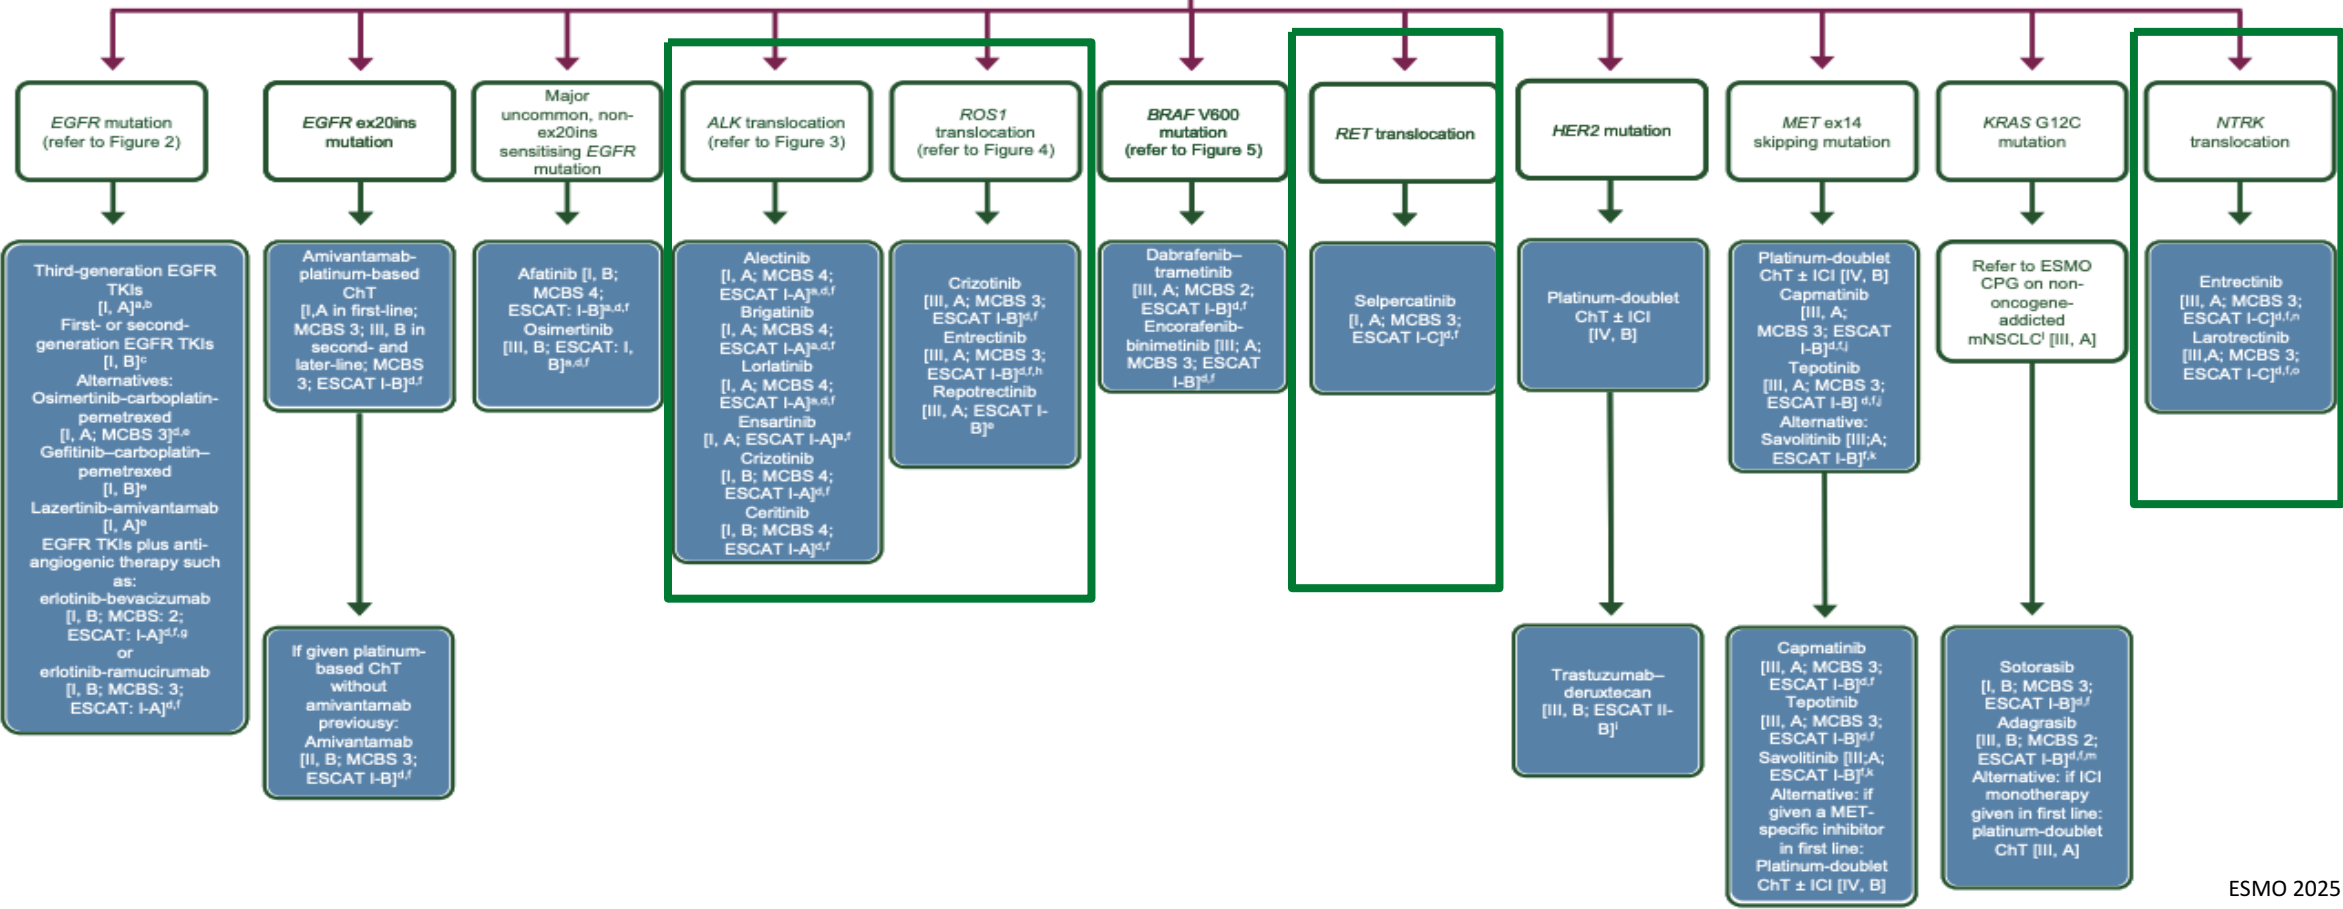 EGFR mutation
(refer to Figure 2)
EGFR ex20ins
mutation
Major
uncommon, non-
ex20ins
sensitising EGFR
mutation
ALK translocation
(refer to Figure 3)
ROS1
translocation
(refer to Figure 4)
BRAF V600
mutation
(refer to Figure 5)
RET translocation
HER2 mutation
MET ex14
skipping mutation
KRAS G12C
mutation
NTRK
translocation
Third-generation EGFR
TKIs
[I, A]a,b
First- or second-
generation EGFR TKIs
[I, B]c
Alternatives:
Osimertinib-carboplatin-
pemetrexed
[I, A; MCBS 3]d,e
Gefitinib–carboplatin–
pemetrexed
[I, B]e
Lazertinib-amivantamab
[I, A]e
EGFR TKIs plus anti-
angiogenic therapy such
as:
erlotinib-bevacizumab
[I, B; MCBS: 2;
ESCAT: I-A]d,f,g
or
erlotinib-ramucirumab
[I, B; MCBS: 3;
ESCAT: I-A]d,f
Amivantamab-
platinum-based
ChT
[I,A in first-line;
MCBS 3; III, B in
second- and
later-line; MCBS
3; ESCAT I-B]d,f
If given platinum-
based ChT
without
amivantamab
previousy:
Amivantamab
[II, B; MCBS 3;
ESCAT I-B]d,f
Afatinib [I, B;
MCBS 4;
ESCAT: I-B]a,d,f
Osimertinib
[III, B; ESCAT: I,
B]a,d,f
Alectinib
[I, A; MCBS 4;
ESCAT I-A]a,d,f
Brigatinib
[I, A; MCBS 4;
ESCAT I-A]a,d,f
Lorlatinib
[I, A; MCBS 4;
ESCAT I-A]a,d,f
Ensartinib
[I, A; ESCAT I-A]a,f
Crizotinib
[I, B; MCBS 4;
ESCAT I-A]d,f
Ceritinib
[I, B; MCBS 4;
ESCAT I-A]d,f
Crizotinib
[III, A; MCBS 3;
ESCAT I-B]d,f
Entrectinib
[III, A; MCBS 3;
ESCAT I-B]d,f,h
Repotrectinib
[III, A; ESCAT I-
B]e
Dabrafenib–
trametinib
[III, A; MCBS 2;
ESCAT I-B]d,f
Encorafenib-
binimetinib [III; A;
MCBS 3; ESCAT
I-B]d,f
Selpercatinib
[I, A; MCBS 3;
ESCAT I-C]d,f
Platinum-doublet
ChT ± ICI
[IV, B]
Trastuzumab–
deruxtecan
[III, B; ESCAT II-
B]i
Platinum-doublet
ChT ± ICI [IV, B]
Capmatinib
[III, A;
MCBS 3; ESCAT
I-B]d,f,j
Tepotinib
[III, A; MCBS 3;
ESCAT I-B] d,f,j
Alternative:
Savolitinib [III;A;
ESCAT I-B]f,k
Capmatinib
[III, A; MCBS 3;
ESCAT I-B]d,f
Tepotinib
[III, A; MCBS 3;
ESCAT I-B]d,f
Savolitinib [III;A;
ESCAT I-B]f,k
Alternative: if
given a MET-
specific inhibitor
in first line:
Platinum-doublet
ChT ± ICI [IV, B]
Refer to ESMO
CPG on non-
oncogene-
addicted
mNSCLCl [III, A]
Sotorasib
[I, B; MCBS 3;
ESCAT I-B]d,f
Adagrasib
[III, B; MCBS 2;
ESCAT I-B]d,f,m
Alternative: if ICI
monotherapy
given in first line:
platinum-doublet
ChT [III, A]
Entrectinib
[III, A; MCBS 3;
ESCAT I-C]d,f,n
Larotrectinib
[III,A; MCBS 3;
ESCAT I-C]d,f,o
ESMO 2025